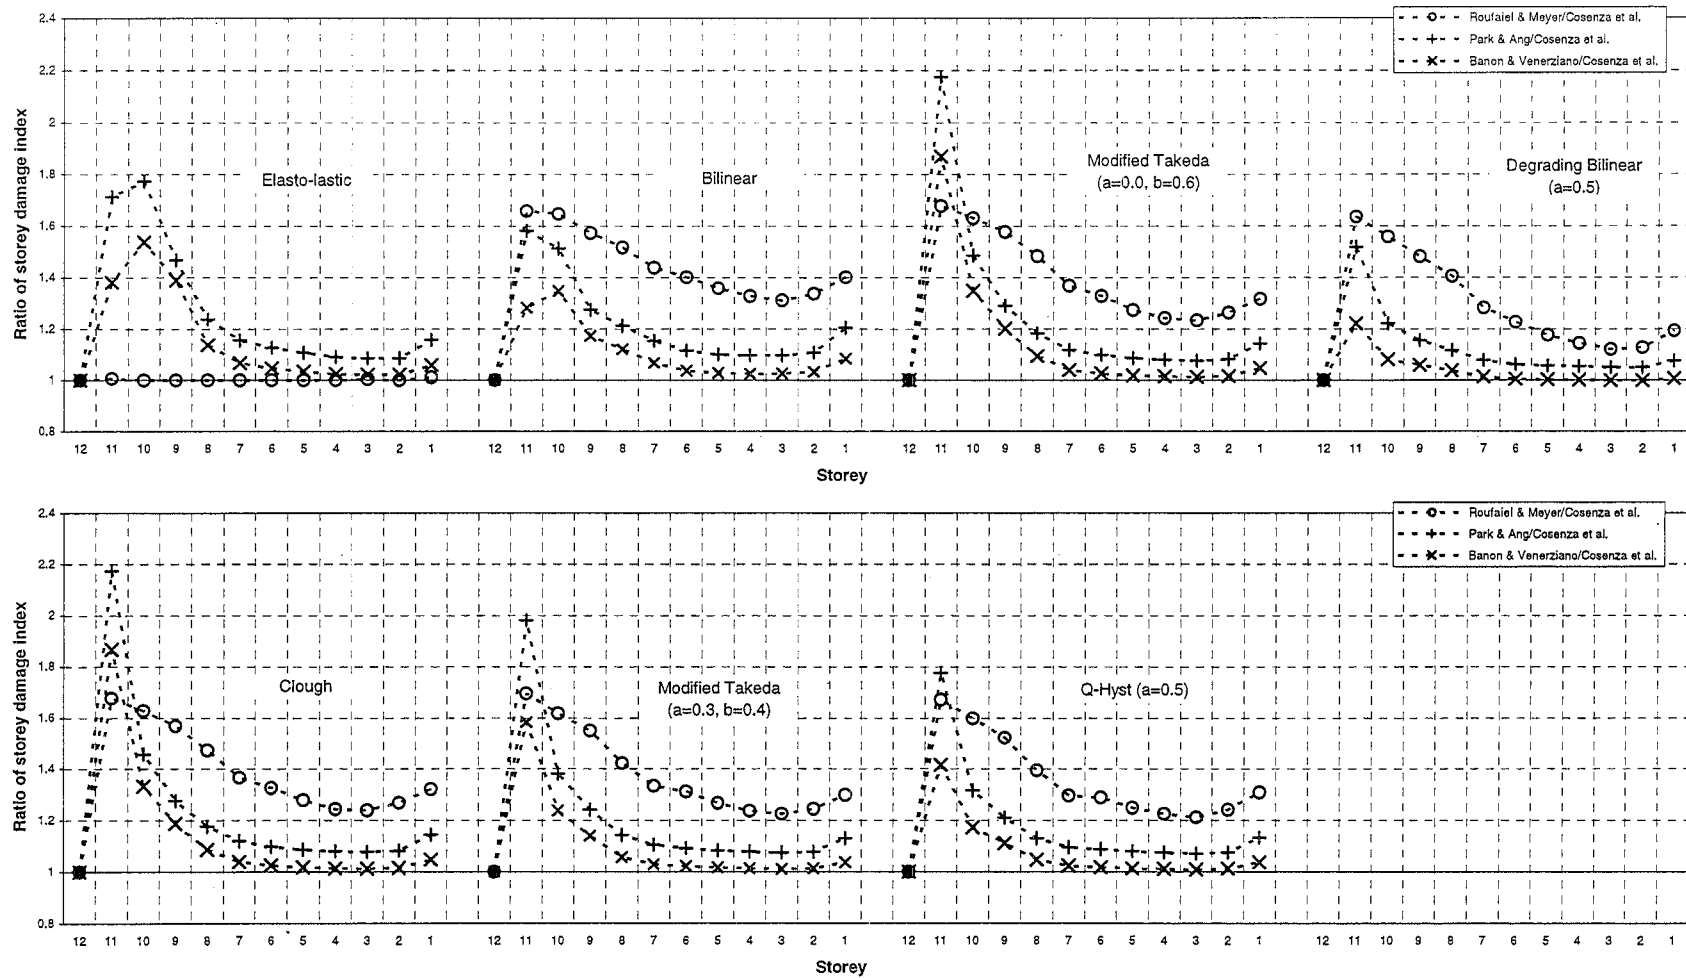 2.4
2.2
2
1.8
1.6
1.4
1.2
1
0.8
Ratio of storey damage index
Roufaiel & Meyer/Cosenza et al.
Park & Ang/Cosenza et al.
Banon & Venerziano/Cosenza et al.
Elasto-lastic
Bilinear
Modified Takeda
(a=0.0, b=0.6)
Degrading Bilinear
(a=0.5)
12 11 10 9 8 7 6 5 4 3 2 1 12 11 10 9 8 7 6 5 4 3 2 1 12 11 10 9 8 7 6 5 4 3 2 1 12 11 10 9 8 7 6 5 4 3 2 1
Storey
2.4
2.2
2
1.8
1.6
1.4
1.2
1
0.8
Ratio of storey damage index
Roufaiel & Meyer/Cosenza et al.
Park & Ang/Cosenza et al.
Banon & Venerziano/Cosenza et al.
Clough
Modified Takeda
(a=0.3, b=0.4)
Q-Hyst (a=0.5)
12 11 10 9 8 7 6 5 4 3 2 1 12 11 10 9 8 7 6 5 4 3 2 1 12 11 10 9 8 7 6 5 4 3 2 1 12 11 10 9 8 7 6 5 4 3 2 1
Storey